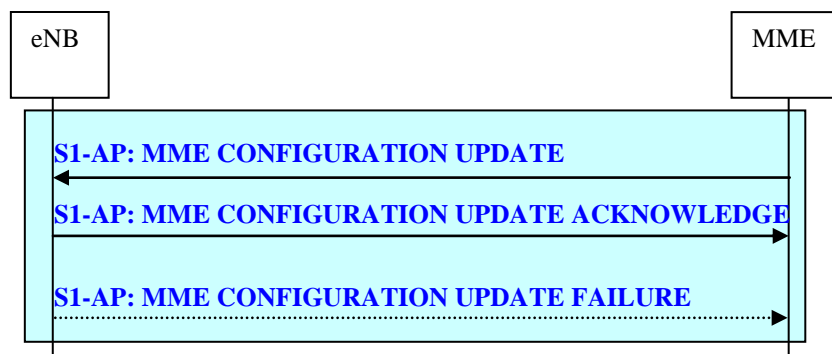 eNB
MME
S1-AP: MME CONFIGURATION UPDATE
S1-AP: MME CONFIGURATION UPDATE ACKNOWLEDGE
S1-AP: MME CONFIGURATION UPDATE FAILURE